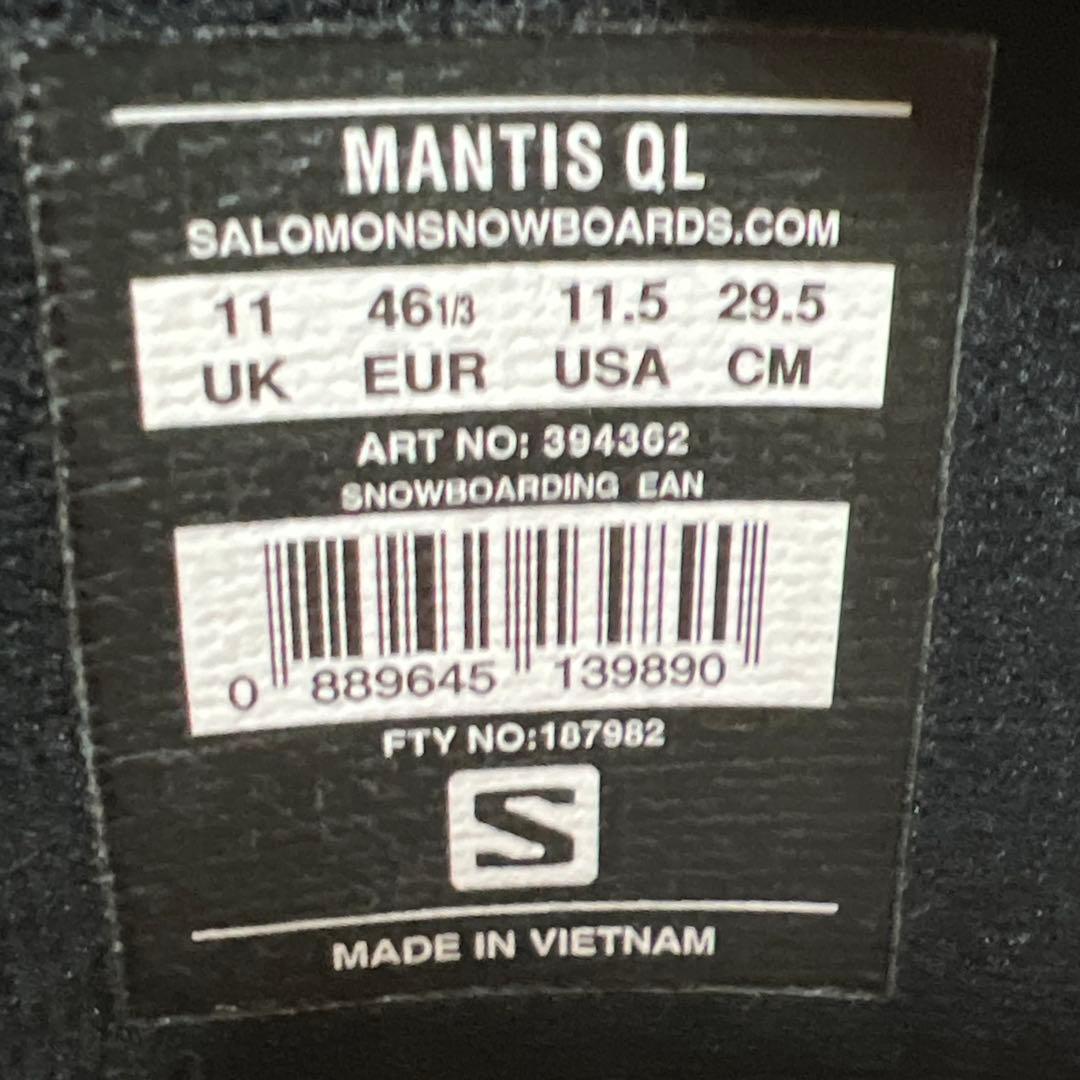 MANTIS QL
SALOMONSNOWBOARDS.COM
11 46 1/3 11.5 29.5
UK EUR USA CM
ART NO: 394362
SNOWBOARDING EAN
0 889645 139890
FTY NO:187982
S
MADE IN VIETNAM